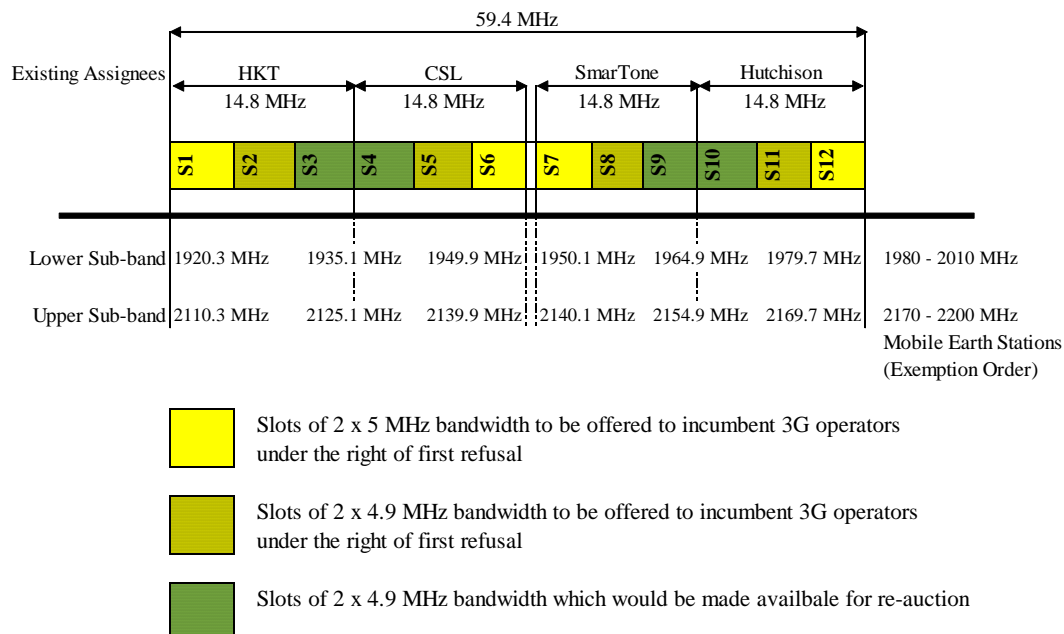 59.4 MHz
Existing Assignees HKT CSL SmarTone Hutchison
14.8 MHz 14.8 MHz 14.8 MHz 14.8 MHz
S1 S2 S3 S4 S5 S6 S7 S8 S9 S10 S11 S12
Lower Sub-band 1920.3 MHz 1935.1 MHz 1949.9 MHz 1950.1 MHz 1964.9 MHz 1979.7 MHz 1980 - 2010 MHz
Upper Sub-band 2110.3 MHz 2125.1 MHz 2139.9 MHz 2140.1 MHz 2154.9 MHz 2169.7 MHz 2170 - 2200 MHz
Mobile Earth Stations
(Exemption Order)
Slots of 2 x 5 MHz bandwidth to be offered to incumbent 3G operators
under the right of first refusal
Slots of 2 x 4.9 MHz bandwidth to be offered to incumbent 3G operators
under the right of first refusal
Slots of 2 x 4.9 MHz bandwidth which would be made availbale for re-auction